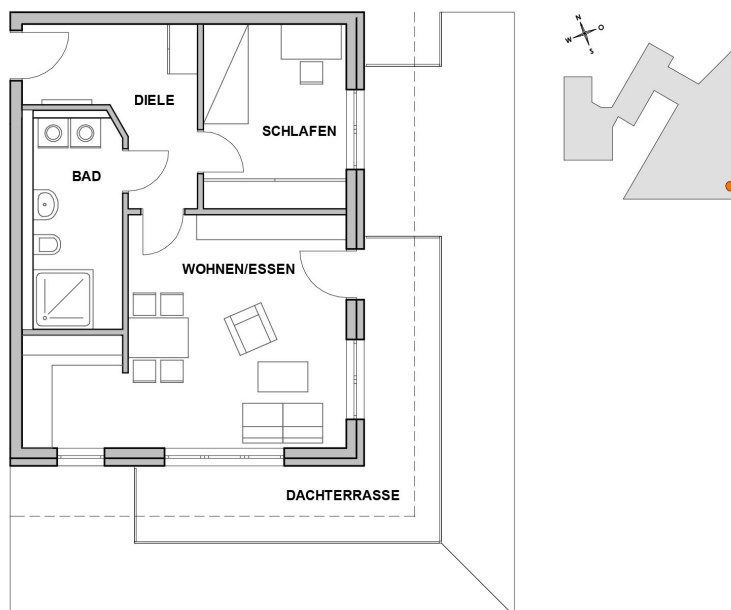 N
W O
S
DIELE
SCHLAFEN
BAD
WOHNEN/ESSEN
DACHTERRASSE